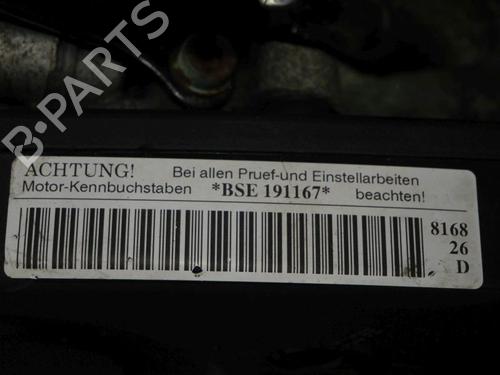 B-PARTS
ACHTUNG! Bei allen Pruef-und Einstellarbeiten
Motor-Kennbuchstaben *BSE 191167* beachten!
8168
26
D